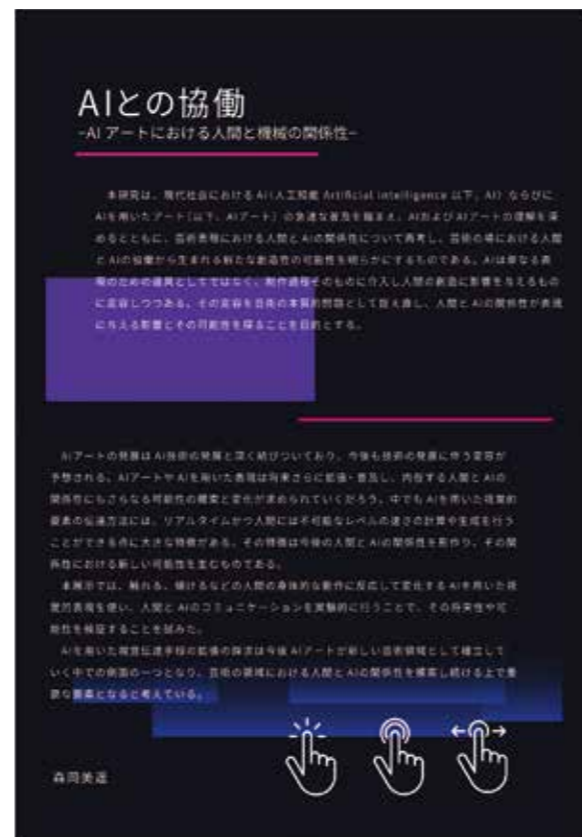 AIとの協働
−AI アートにおける人間と機械の関係性−
本研究は、現代社会における AI（人工知能 Artificial Intelligence 以下、AI）ならびに
AIを用いたアート（以下、AIアート）の急速な普及を踏まえ、AIおよび AIアートの理解を深
めるとともに、芸術表現における人間と AIの関係性について再考し、芸術の場における人間
と AIの協働から生まれる新たな創造性の可能性を明らかにするものである。AIは単なる表
現のための道具としてではなく、制作過程そのものに介入し人間の創造に影響を与えるもの
に変容しつつある。その変容を芸術の本質的問題として捉え直し、人間と AIの関係性が表現
に与える影響とその可能性を探ることを目的とする。
AIアートの発展は AI技術の発展と深く結びついており、今後も技術の発展に伴う変容が
予想される。AIアートや AIを用いた表現は将来さらに拡張・普及し、内在する人間と AIの
関係性にもさらなる可能性の模索と変化が求められていくだろう。中でも AIを用いた視覚的
要素の伝達方法には、リアルタイムかつ人間には不可能なレベルの速さの計算や生成を行う
ことができる点に大きな特徴がある。その特徴は今後の人間と AIの関係性を形作り、その関
係性における新しい可能性を生むものである。
本展示では、触れる、傾けるなどの人間の身体的な動作に反応して変化する AIを用いた視
覚的表現を使い、人間と AIのコミュニケーションを実験的に行うことで、その将来性や可
能性を検証することを試みた。
AIを用いた視覚伝達手段の拡張の探求は今後 AIアートが新しい芸術領域として確立して
いく中での側面の一つとなり、芸術の領域における人間と AIの関係性を模索し続ける上で重
要な要素となると考えている。
森岡美遥